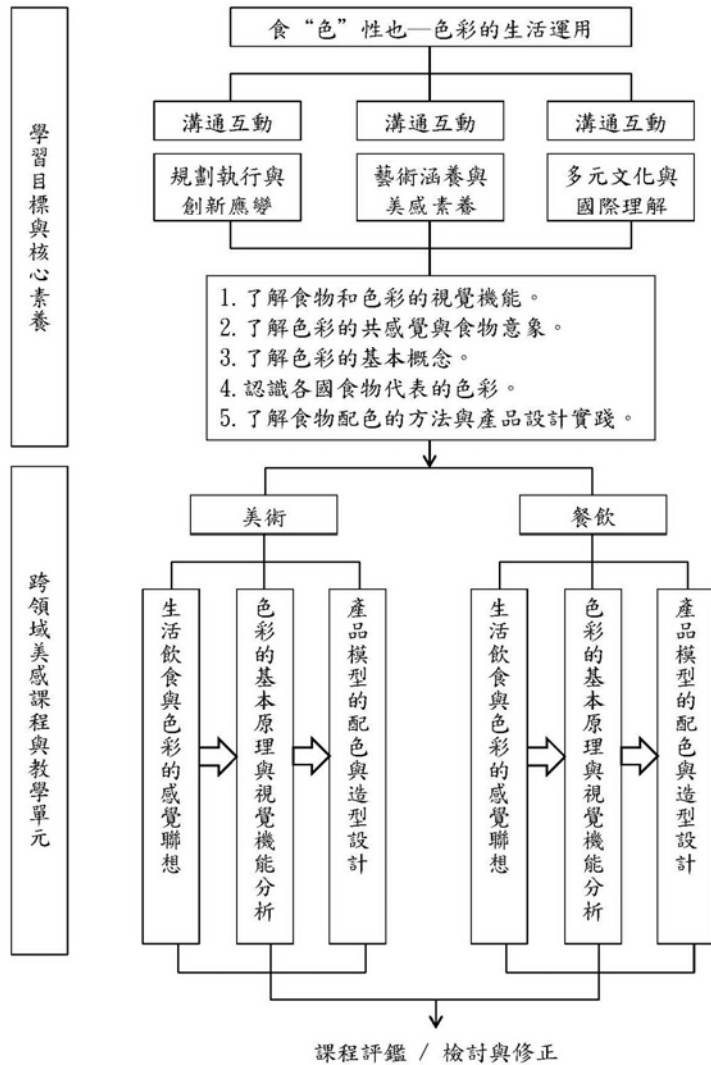 食“色”性也—色彩的生活運用
學習目標與核心素養
溝通互動
溝通互動
溝通互動
規劃執行與
創新應變
藝術涵養與
美感素養
多元文化與
國際理解
1. 了解食物和色彩的視覺機能。
2. 了解色彩的共感覺與食物意象。
3. 了解色彩的基本概念。
4. 認識各國食物代表的色彩。
5. 了解食物配色的方法與產品設計實踐。
跨領域美感課程與教學單元
美術
餐飲
生活飲食與色彩的感覺聯想
色彩的基本原理與視覺機能分析
產品模型的配色與造型設計
生活飲食與色彩的感覺聯想
色彩的基本原理與視覺機能分析
產品模型的配色與造型設計
課程評鑑 / 檢討與修正